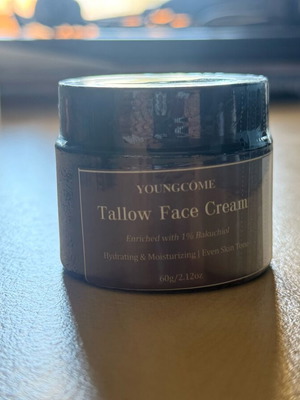 YOUNGCOME
Tallow Face Cream
Enriched with 1% Bakuchiol
Hydrating & Moisturizing | Even Skin Tone
60g/2.12oz